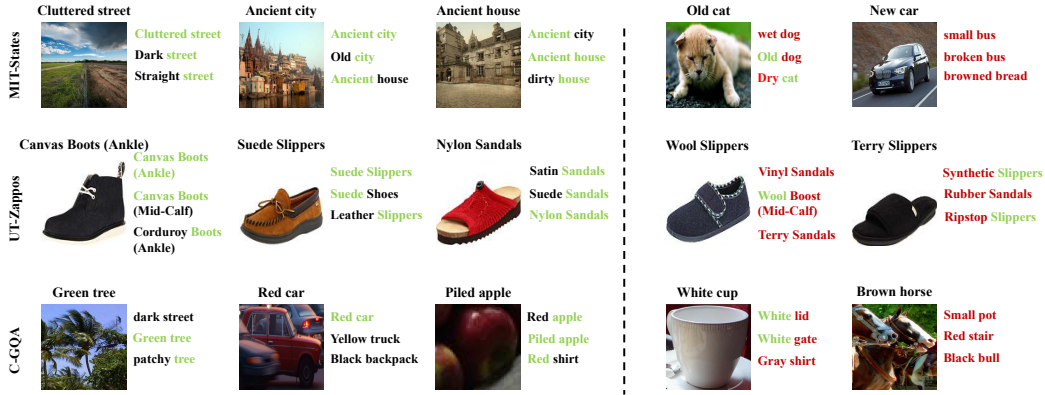 MIT-States
Cluttered street
Cluttered street
Dark street
Straight street
Ancient city
Ancient city
Old city
Ancient house
Ancient house
Ancient city
Ancient house
dirty house
Old cat
wet dog
Old dog
Dry cat
New car
small bus
broken bus
browned bread
UT-Zappos
Canvas Boots (Ankle)
Canvas Boots
(Ankle)
Canvas Boots
(Mid-Calf)
Corduroy Boots
(Ankle)
Suede Slippers
Suede Slippers
Suede Shoes
Leather Slippers
Nylon Sandals
Satin Sandals
Suede Sandals
Nylon Sandals
Wool Slippers
Vinyl Sandals
Wool Boost
(Mid-Calf)
Terry Sandals
Terry Slippers
Synthetic Slippers
Rubber Sandals
Ripstop Slippers
C-GQA
Green tree
dark street
Green tree
patchy tree
Red car
Red car
Yellow truck
Black backpack
Piled apple
Red apple
Piled apple
Red shirt
White cup
White lid
White gate
Gray shirt
Brown horse
Small pot
Red stair
Black bull